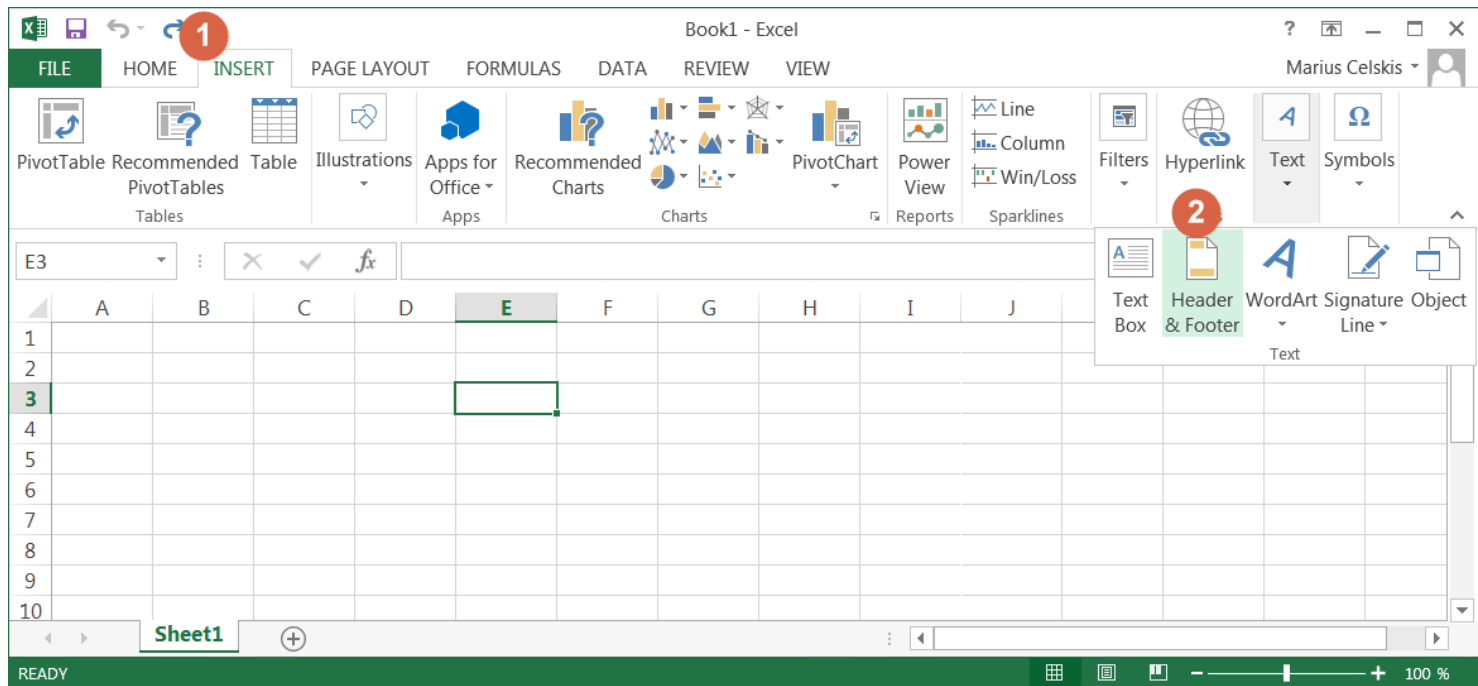 Book1 - Excel
1
FILE HOME INSERT PAGE LAYOUT FORMULAS DATA REVIEW VIEW Marius Celskis
PivotTable
Recommended
PivotTables
Table
Tables
Illustrations
Apps for
Office
Apps
Recommended
Charts
PivotChart
Charts
Power
View
Reports
Line
Column
Win/Loss
Sparklines
Filters
Hyperlink
Text
Symbols
2
E3
fx
Text
Box
Header
& Footer
WordArt
Signature
Line
Object
Text
A B C D E F G H I J
1
2
3
4
5
6
7
8
9
10
Sheet1
READY 100 %